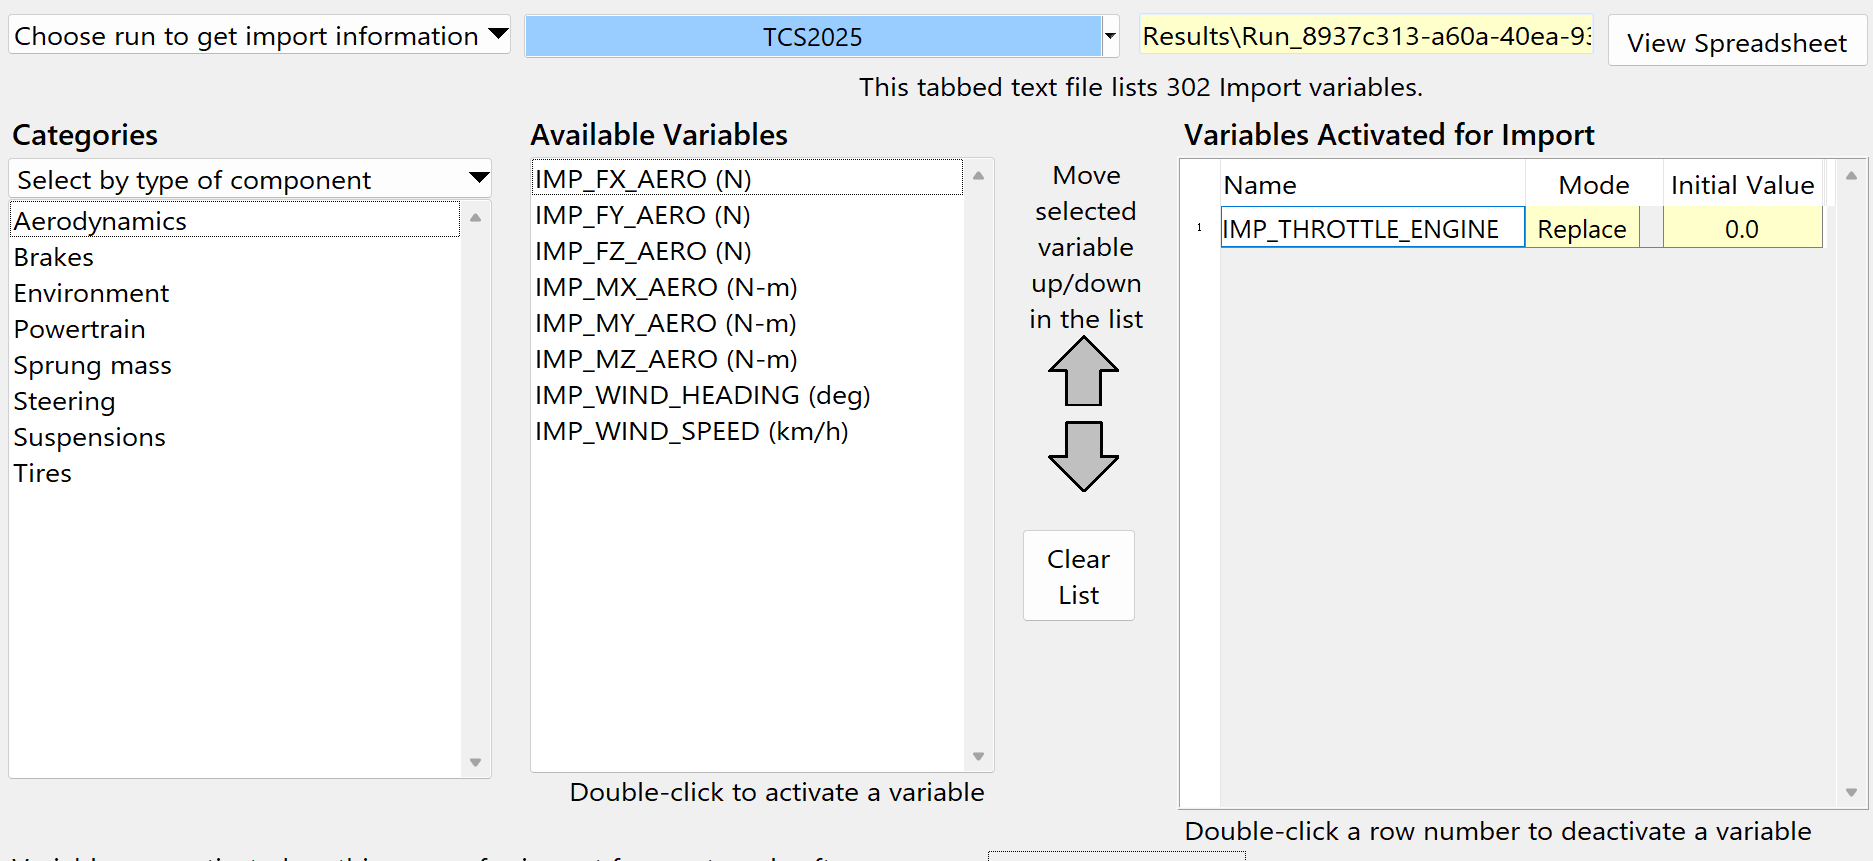 Choose run to get import information
TCS2025
Results\Run_8937c313-a60a-40ea-93
View Spreadsheet
This tabbed text file lists 302 Import variables.
Categories
Select by type of component
Aerodynamics
Brakes
Environment
Powertrain
Sprung mass
Steering
Suspensions
Tires
Available Variables
IMP_FX_AERO (N)
IMP_FY_AERO (N)
IMP_FZ_AERO (N)
IMP_MX_AERO (N-m)
IMP_MY_AERO (N-m)
IMP_MZ_AERO (N-m)
IMP_WIND_HEADING (deg)
IMP_WIND_SPEED (km/h)
Double-click to activate a variable
Move
selected
variable
up/down
in the list
Clear
List
Variables Activated for Import
Name Mode Initial Value
1 IMP_THROTTLE_ENGINE Replace 0.0
Double-click a row number to deactivate a variable